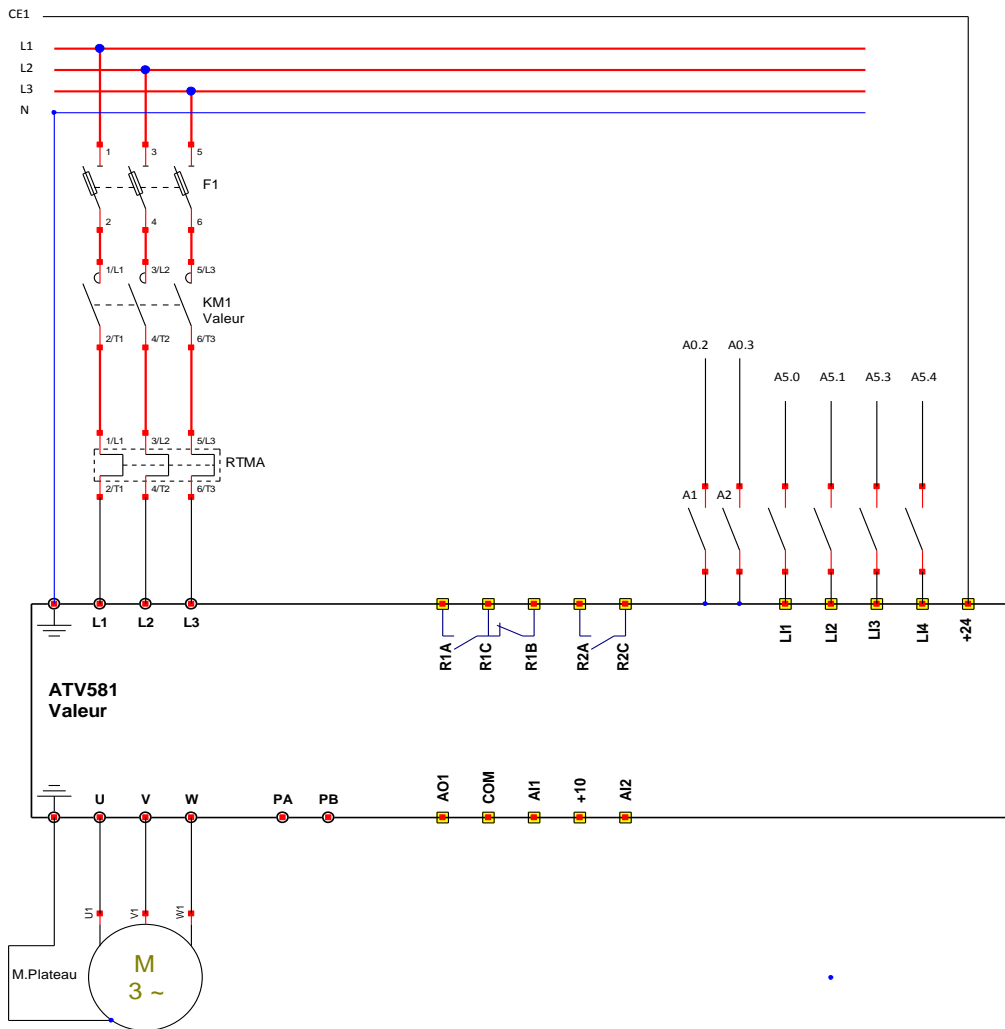 CE1
L1
L2
L3
N
1 3 5
F1
2 4 6
1/L1 3/L2 5/L3
KM1
Valeur
2/T1 4/T2 6/T3
A0.2 A0.3
A5.0 A5.1 A5.3 A5.4
1/L1 3/L2 5/L3
RTMA
2/T1 4/T2 6/T3
A1 A2
L1 L2 L3
R1A R1C R1B R2A R2C
LI1 LI2 LI3 LI4 +24
ATV581
Valeur
U V W PA PB
AO1 COM AI1 +10 AI2
U1 V1 W1
M.Plateau
M
3 ~